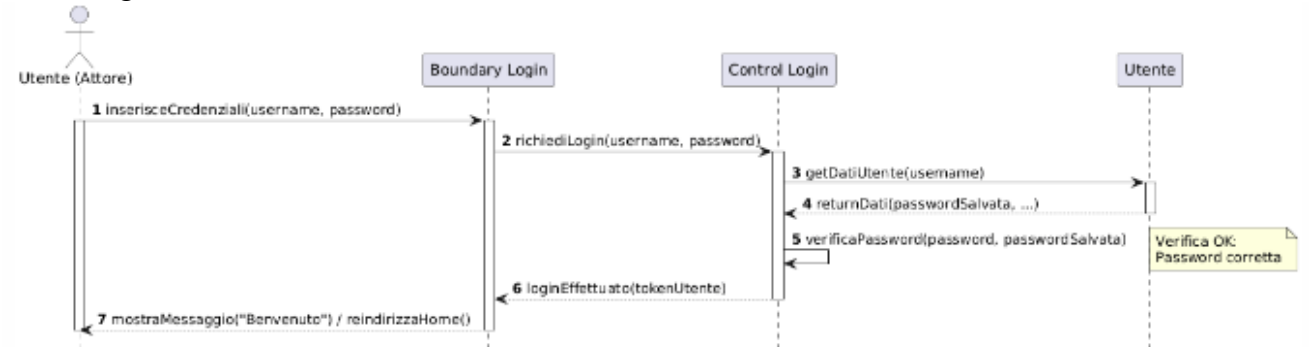 Utente (Attore)
Boundary Login
Control Login
Utente
1 inserisceCredenziali(username, password)
2 richiediLogin(username, password)
3 getDatiUtente(username)
4 returnDati(passwordSalvata, ...)
5 verificaPassword(password, passwordSalvata)
Verifica OK:
Password corretta
6 loginEffettuato(tokenUtente)
7 mostraMessaggio("Benvenuto") / reindirizzaHome()